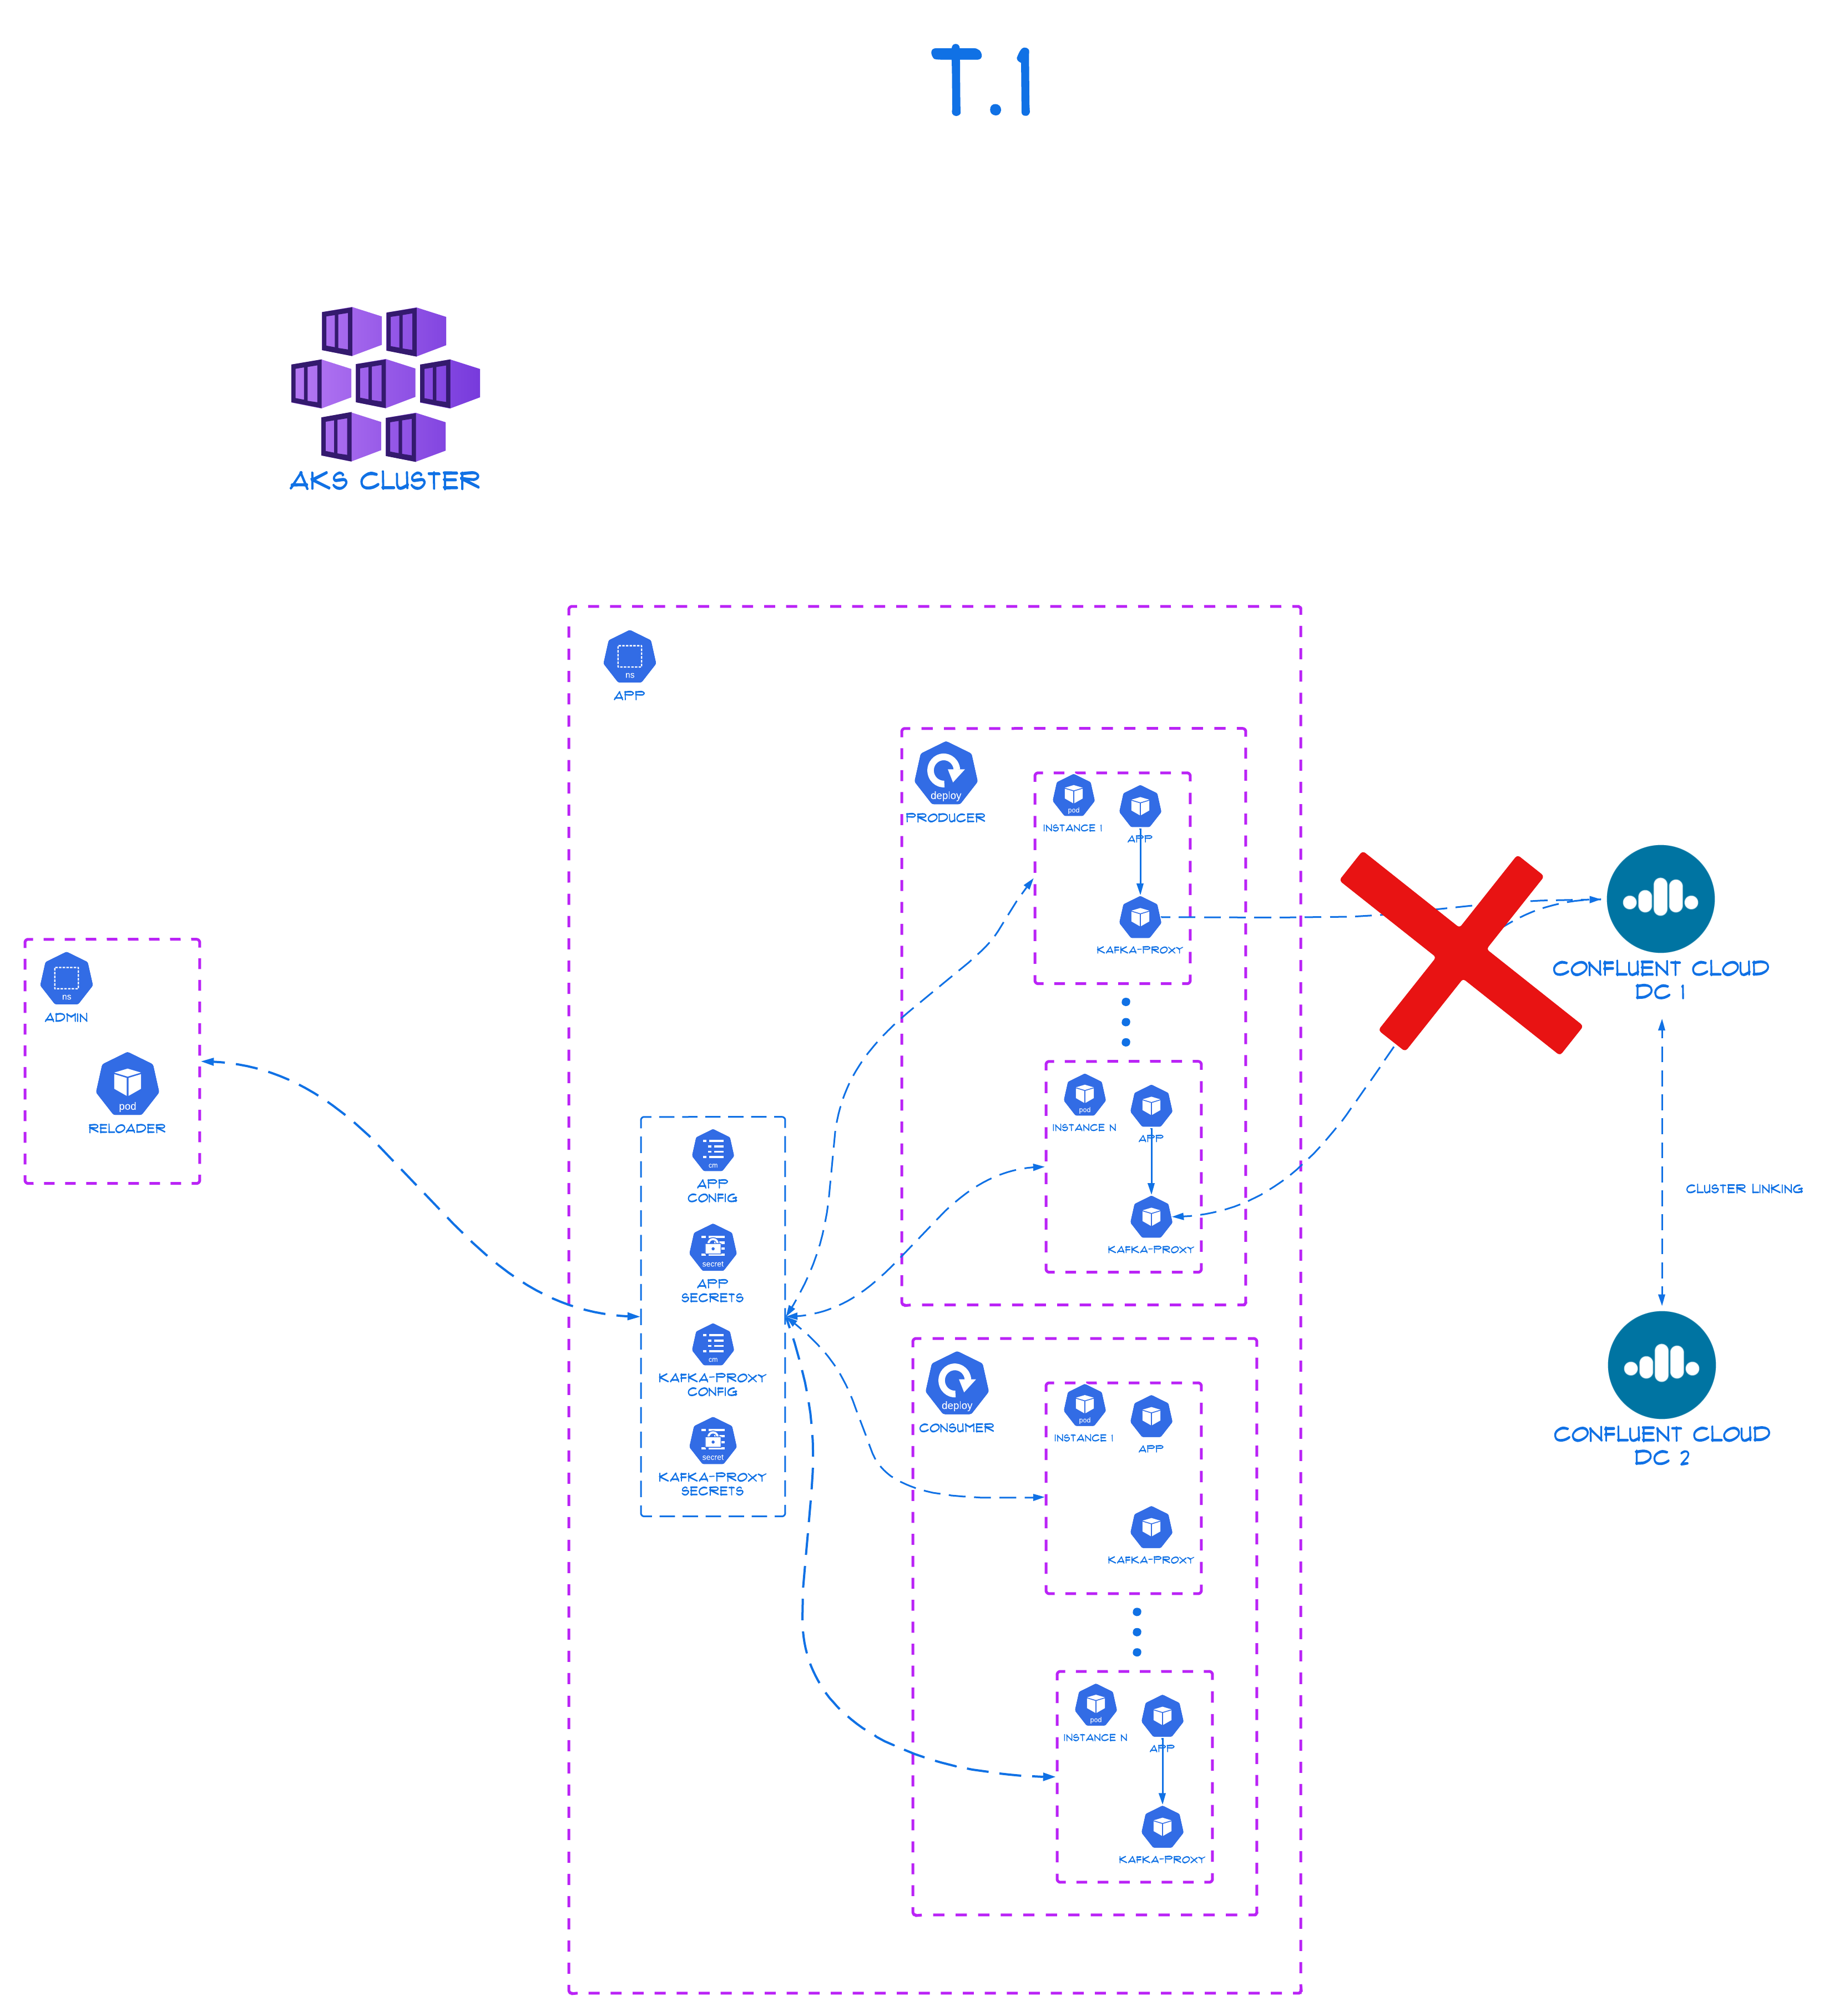 T.1
AKS CLUSTER
ns
APP
deploy
PRODUCER
pod
INSTANCE 1
APP
KAFKA-PROXY
pod
INSTANCE N
APP
KAFKA-PROXY
CONFLUENT CLOUD
DC 1
CLUSTER LINKING
CONFLUENT CLOUD
DC 2
ns
ADMIN
pod
RELOADER
cm
APP
CONFIG
secret
APP
SECRETS
cm
KAFKA-PROXY
CONFIG
secret
KAFKA-PROXY
SECRETS
deploy
CONSUMER
pod
INSTANCE 1
APP
KAFKA-PROXY
pod
INSTANCE N
APP
KAFKA-PROXY